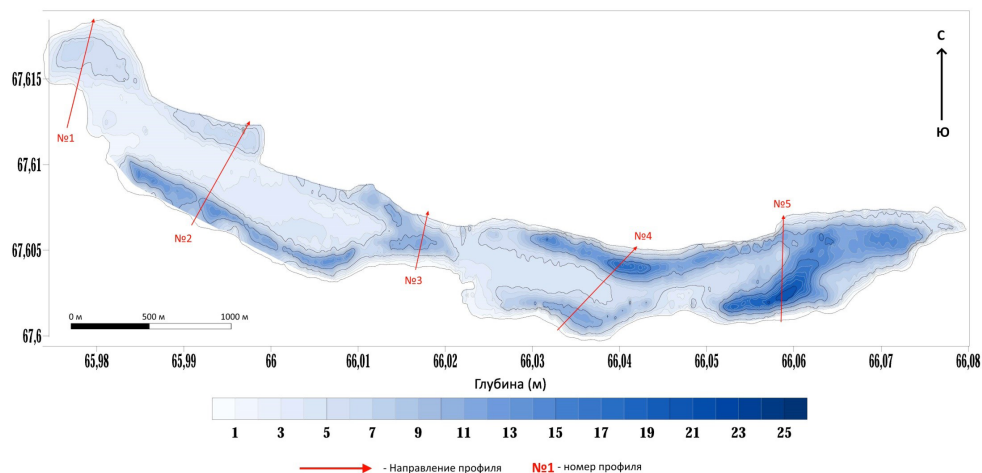 С
Ю
67,615
67,61
67,605
67,6
№1
№2
№3
№4
№5
0 м 500 м 1000 м
65,98 65,99 66 66,01 66,02 66,03 66,04 66,05 66,06 66,07 66,08
Глубина (м)
1 3 5 7 9 11 13 15 17 19 21 23 25
- Направление профиля №1 - номер профиля